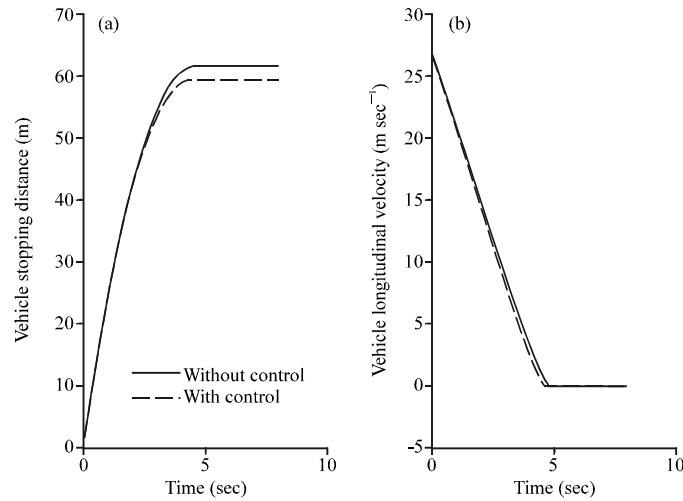 (a)
Vehicle stopping distance (m)
70
60
50
40
30
20
10
0
Without control
With control
0
5
10
Time (sec)
(b)
Vehicle longitudinal velocity (m sec⁻¹)
30
25
20
15
10
5
0
-5
0
5
10
Time (sec)